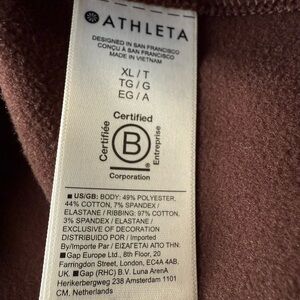 ATHLETA
DESIGNED IN SAN FRANCISCO
CONÇU À SAN FRANCISCO
MADE IN VIETNAM
XL / T
TG / G
EG / A
Certified
Certifiée
B
®
Entreprise
Corporation
■ US/GB: BODY: 49% POLYESTER,
44% COTTON, 7% SPANDEX /
ELASTANE / RIBBING: 97% COTTON,
3% SPANDEX / ELASTANE /
EXCLUSIVE OF DECORATION
DISTRIBUIDO POR / Imported
By/Importe Par / ΕΙΣΑΓΕΤΑΙ ΑΠΟ ΤΗΝ:
■ Gap Europe Ltd., 8th Floor, 20
Farringdon Street, London, EC4A 4AB,
UK. ■ Gap (RHC) B.V. Luna ArenA
Herikerbergweg 238 Amsterdam 1101
CM, Netherlands